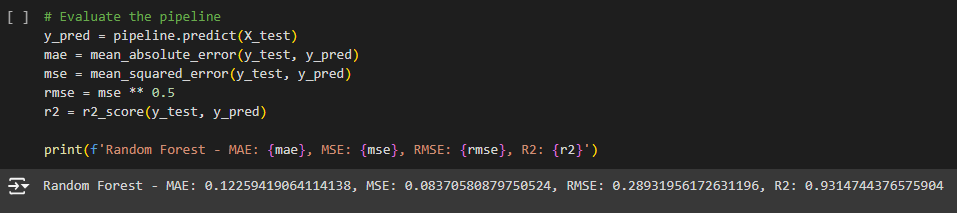 [ ] # Evaluate the pipeline
y_pred = pipeline.predict(X_test)
mae = mean_absolute_error(y_test, y_pred)
mse = mean_squared_error(y_test, y_pred)
rmse = mse ** 0.5
r2 = r2_score(y_test, y_pred)
print(f'Random Forest - MAE: {mae}, MSE: {mse}, RMSE: {rmse}, R2: {r2}')
Random Forest - MAE: 0.12259419064114138, MSE: 0.08370580879750524, RMSE: 0.28931956172631196, R2: 0.9314744376575904